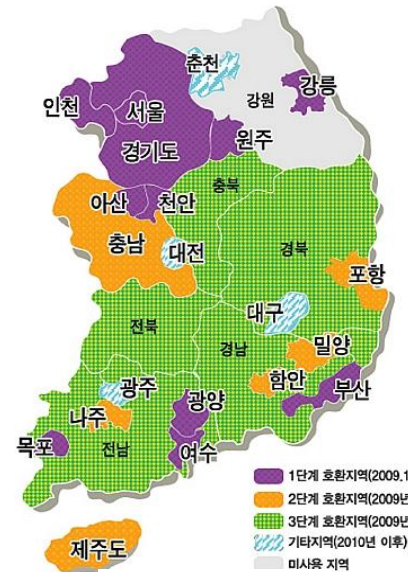 춘천
강릉
강원
인천
서울
원주
경기도
충북
아산
천안
충남
대전
경북
포항
대구
전북
경남
밀양
함안
부산
광주
광양
나주
목포
전남
여수
제주도
1단계 호환지역(2009.1
2단계 호환지역(2009년
3단계 호환지역(2009년
기타지역(2010년 이후)
미사용 지역